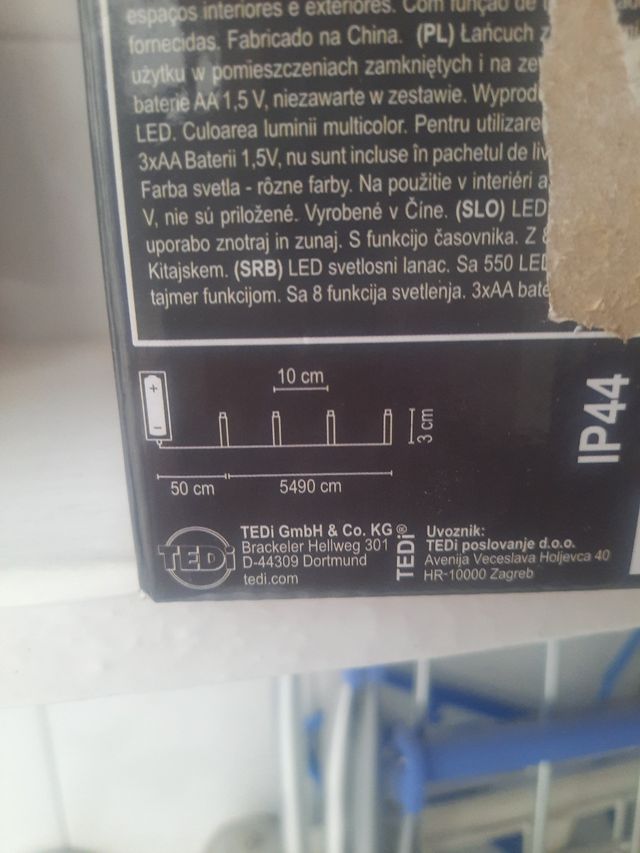 espaços interiores e exteriores. Com função de
fornecidas. Fabricado na China. (PL) Łańcuch
użytku w pomieszczeniach zamkniętych i na
baterie AA 1,5 V, niezawarte w zestawie.
LED. Culoarea luminii multicolor. Pentru utilizare
3xAA Baterii 1,5V, nu sunt incluse în pachetul de
Farba svetla - rôzne farby. Na použitie v interiéri a
V, nie sú priložené. Vyrobené v Číne. (SLO) LED
uporabo znotraj in zunaj. S funkcijo časovnika. Z 8
Kitajskem. (SRB) LED svetlosni lanac. Sa 550 LED
tajmer funkcijom. Sa 8 funkcija svetlenja. 3xAA
10 cm
3 cm
50 cm
5490 cm
IP44
TEDi
TEDi GmbH & Co. KG
Brackeler Hellweg 301
D-44309 Dortmund
tedi.com
TEDi®
Uvoznik:
TEDi poslovanje d.o.o.
Avenija Veceslava Holjevca 40
HR-10000 Zagreb